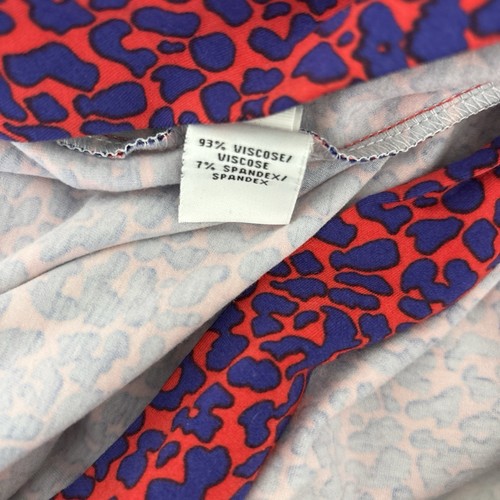 93% VISCOSE/
VISCOSE
7% SPANDEX/
SPANDEX